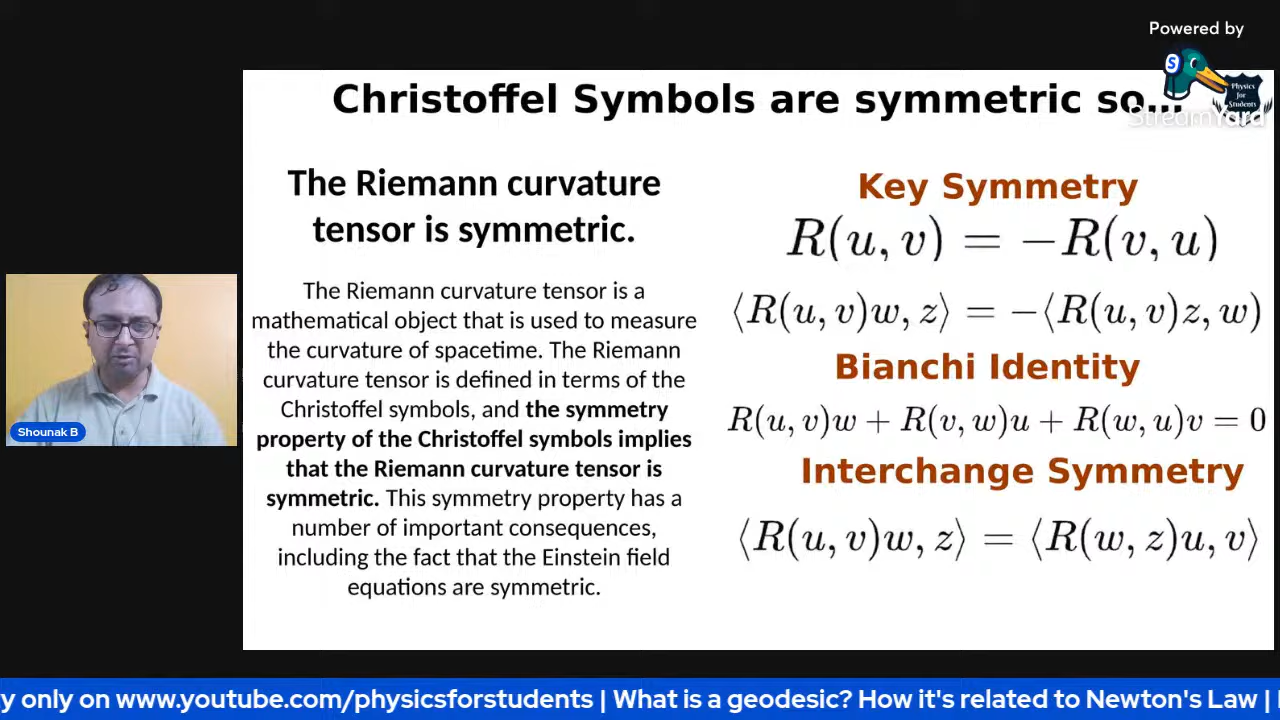 Powered by
S
Physics
for
Students
StreamYard
Christoffel Symbols are symmetric so...
The Riemann curvature
tensor is symmetric.
The Riemann curvature tensor is a
mathematical object that is used to measure
the curvature of spacetime. The Riemann
curvature tensor is defined in terms of the
Christoffel symbols, and the symmetry
property of the Christoffel symbols implies
that the Riemann curvature tensor is
symmetric. This symmetry property has a
number of important consequences,
including the fact that the Einstein field
equations are symmetric.
Key Symmetry
R(u, v) = −R(v, u)
⟨R(u, v)w, z⟩ = −⟨R(u, v)z, w⟩
Bianchi Identity
R(u, v)w + R(v, w)u + R(w, u)v = 0
Interchange Symmetry
⟨R(u, v)w, z⟩ = ⟨R(w, z)u, v⟩
Shounak B
y only on www.youtube.com/physicsforstudents | What is a geodesic? How it's related to Newton's Law |